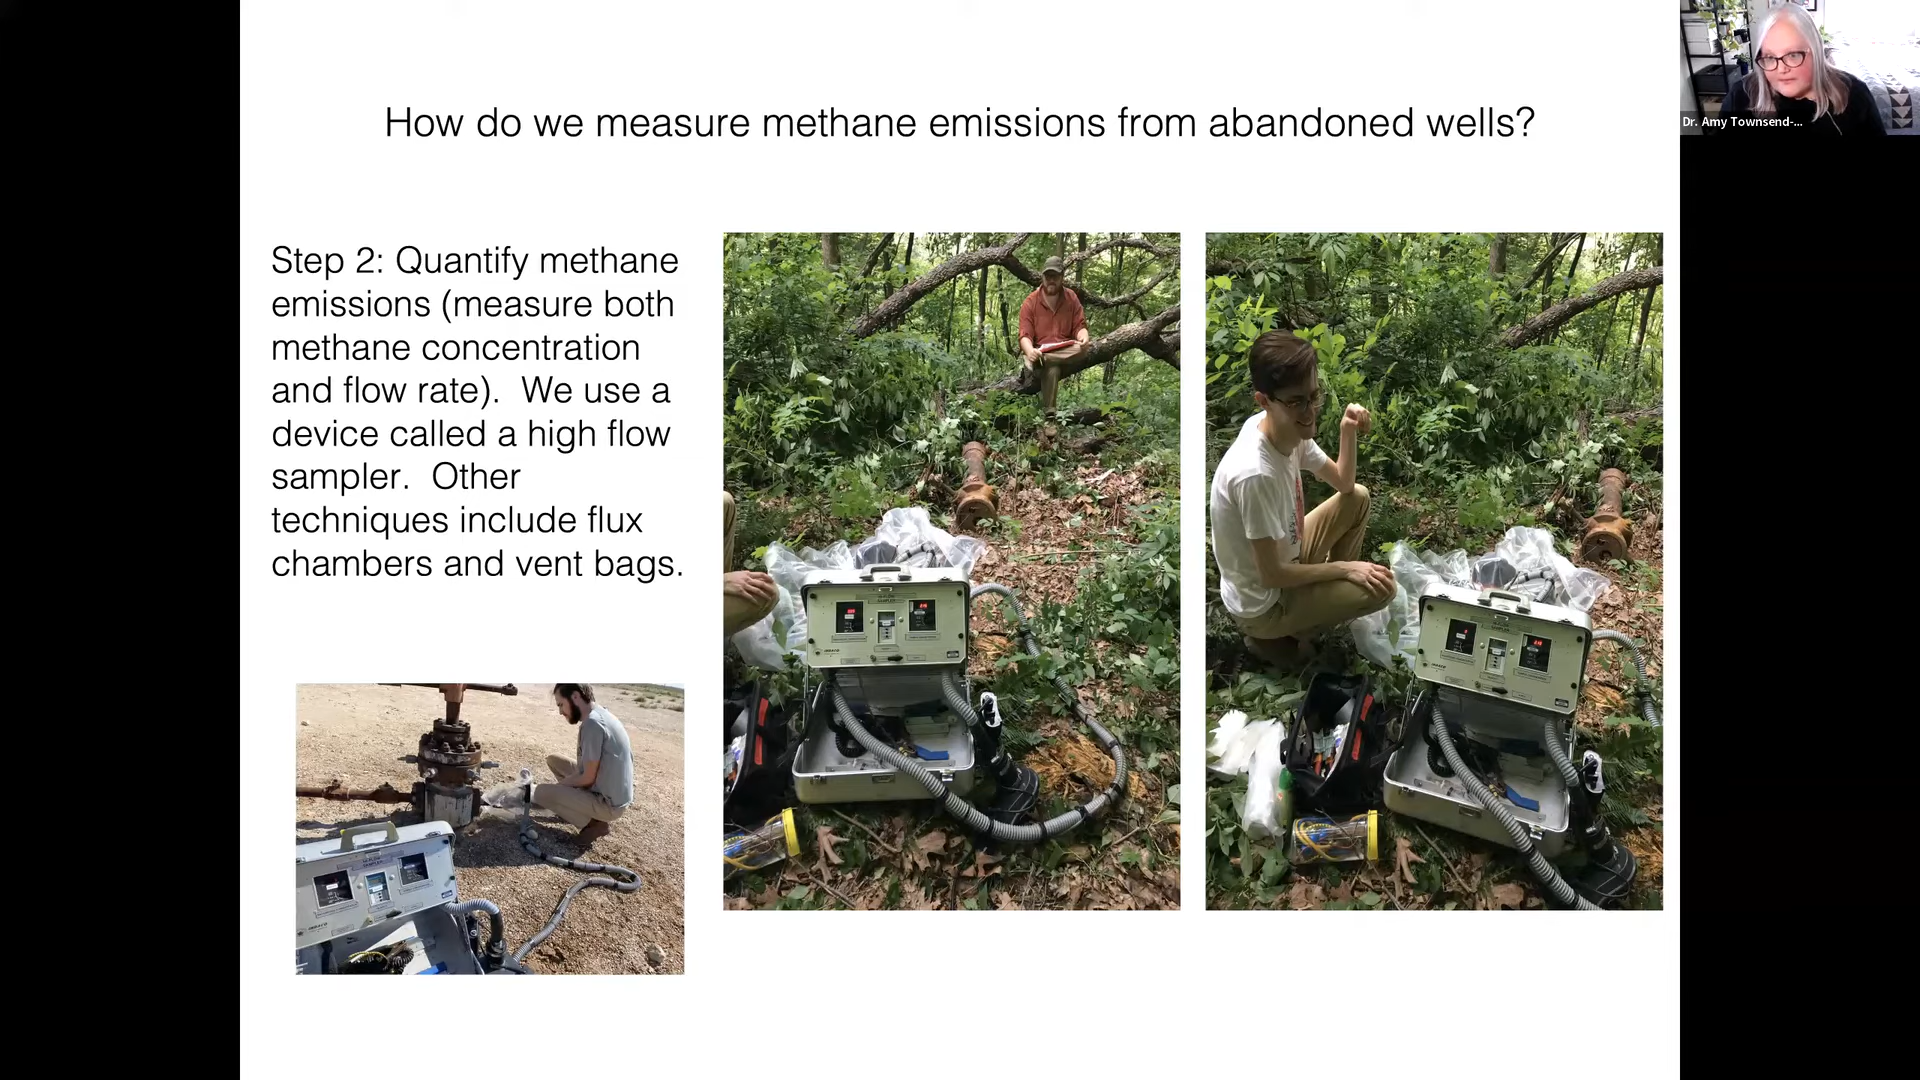 How do we measure methane emissions from abandoned wells?
Dr. Amy Townsend-...
Step 2: Quantify methane
emissions (measure both
methane concentration
and flow rate).  We use a
device called a high flow
sampler.  Other
techniques include flux
chambers and vent bags.